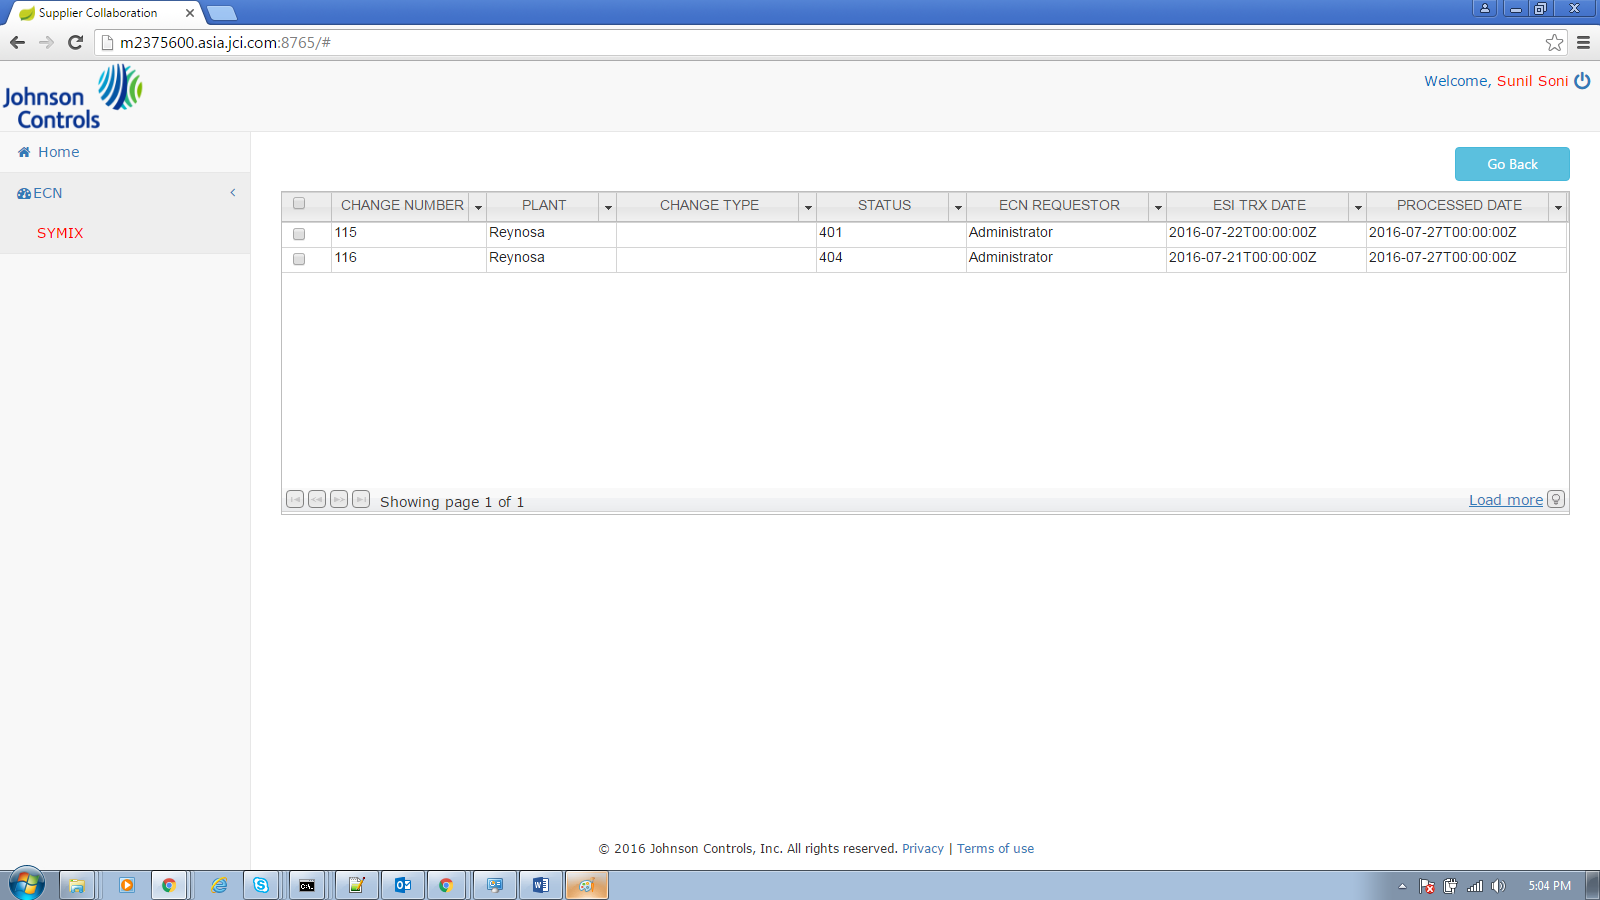 Supplier Collaboration
m2375600.asia.jci.com:8765/#
Johnson
Controls
Welcome, Sunil Soni
Home
ECN
SYMIX
Go Back
CHANGE NUMBER PLANT CHANGE TYPE STATUS ECN REQUESTOR ESI TRX DATE PROCESSED DATE
115 Reynosa 401 Administrator 2016-07-22T00:00:00Z 2016-07-27T00:00:00Z
116 Reynosa 404 Administrator 2016-07-21T00:00:00Z 2016-07-27T00:00:00Z
Showing page 1 of 1
Load more
© 2016 Johnson Controls, Inc. All rights reserved. Privacy | Terms of use
5:04 PM